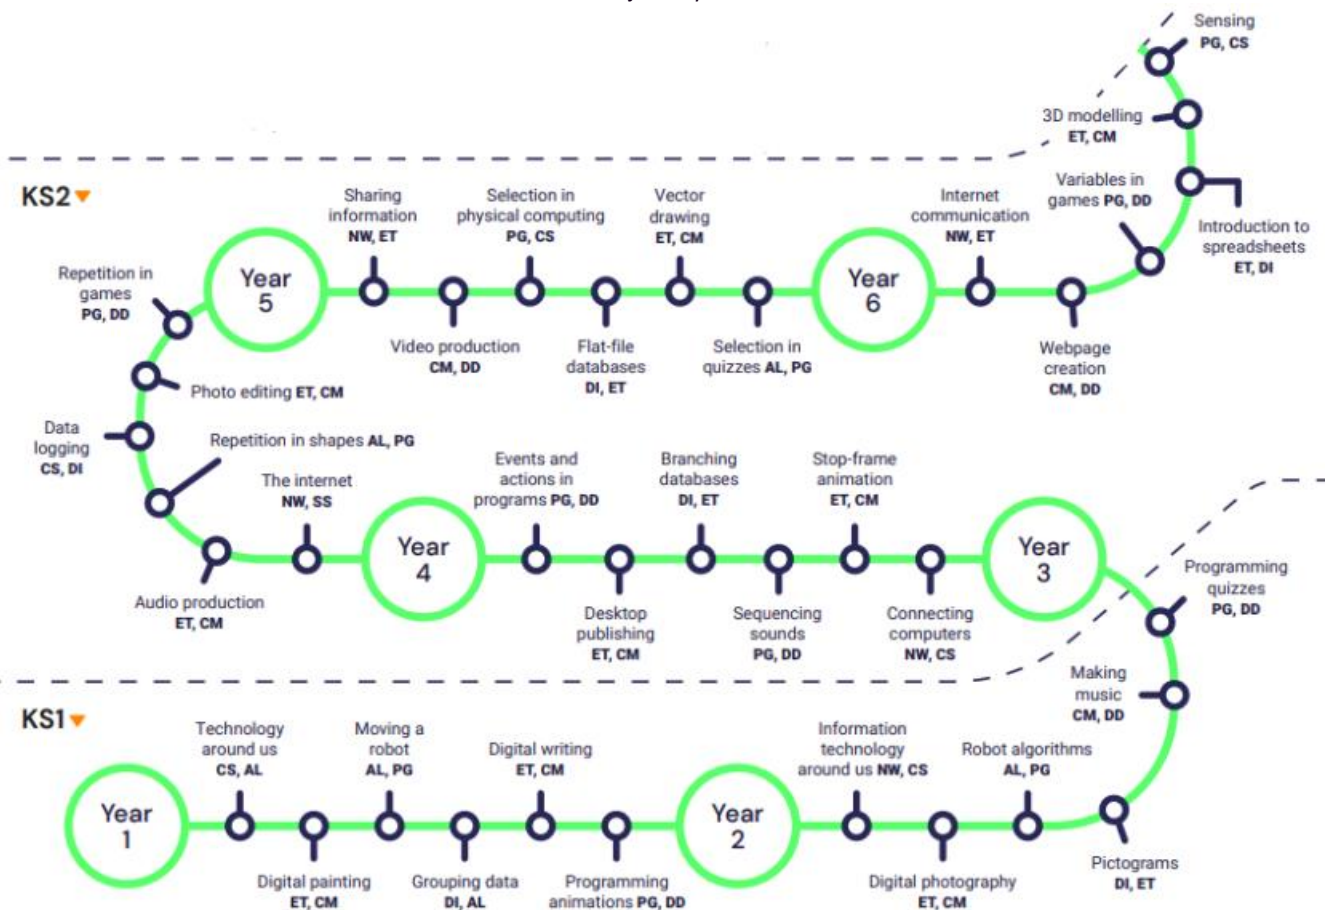 Sensing
PG, CS
3D modelling
ET, CM
KS2
Sharing
information
NW, ET
Selection in
physical computing
PG, CS
Vector
drawing
ET, CM
Internet
communication
NW, ET
Variables in
games PG, DD
Introduction to
spreadsheets
ET, DI
Repetition in
games
PG, DD
Year
5
Year
6
Video production
CM, DD
Flat-file
databases
DI, ET
Selection in
quizzes AL, PG
Webpage
creation
CM, DD
Photo editing ET, CM
Data
logging
CS, DI
Repetition in shapes AL, PG
The internet
NW, SS
Events and
actions in
programs PG, DD
Branching
databases
DI, ET
Stop-frame
animation
ET, CM
Year
4
Year
3
Audio production
ET, CM
Desktop
publishing
ET, CM
Sequencing
sounds
PG, DD
Connecting
computers
NW, CS
Programming
quizzes
PG, DD
Making
music
CM, DD
KS1
Technology
around us
CS, AL
Moving a
robot
AL, PG
Digital writing
ET, CM
Information
technology
around us NW, CS
Robot algorithms
AL, PG
Year
1
Year
2
Digital painting
ET, CM
Grouping data
DI, AL
Programming
animations PG, DD
Digital photography
ET, CM
Pictograms
DI, ET